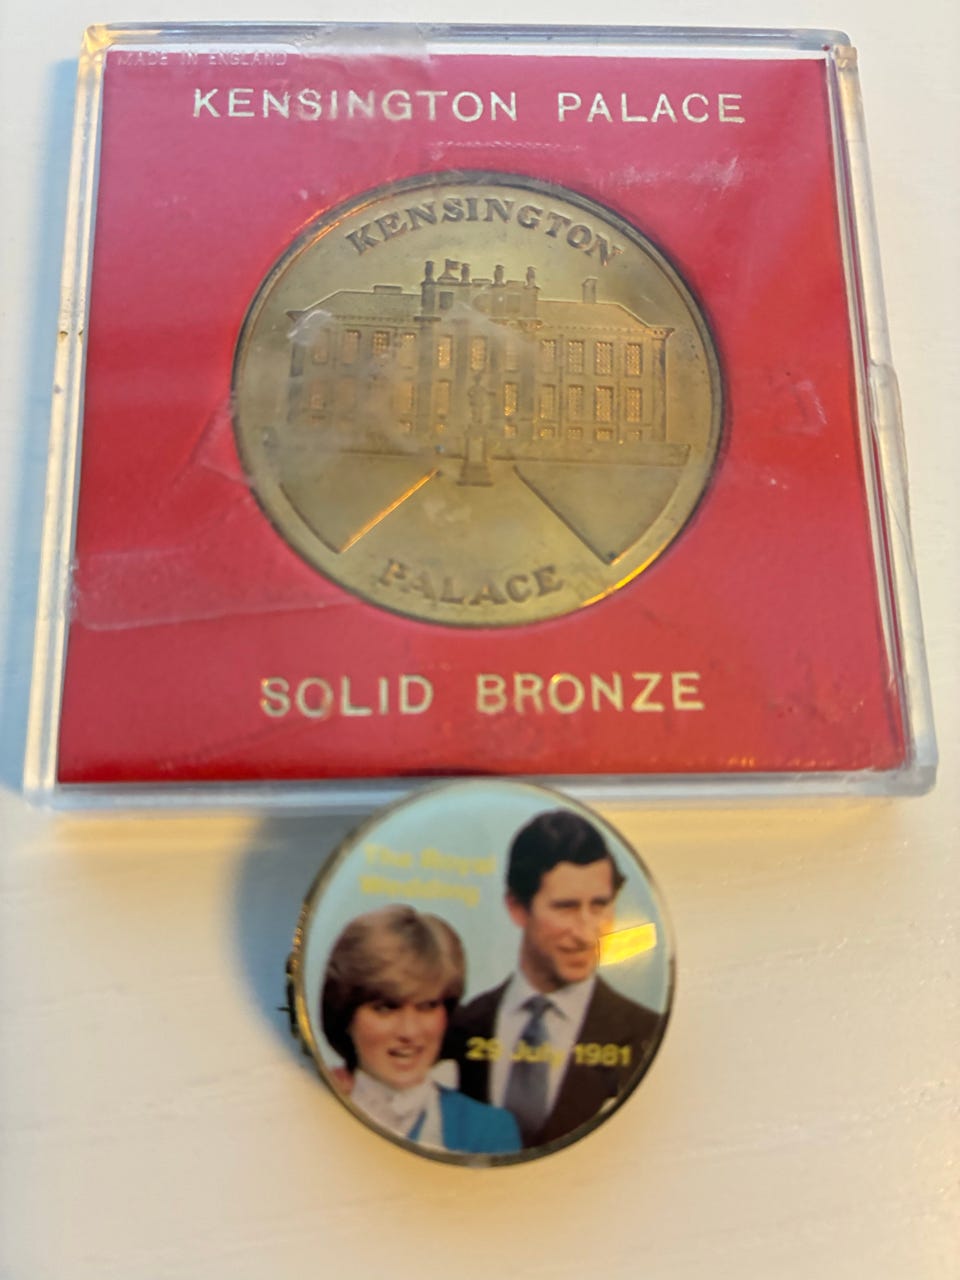 MADE IN ENGLAND
KENSINGTON PALACE
KENSINGTON
PALACE
SOLID BRONZE
The Royal
Wedding
29 July 1981